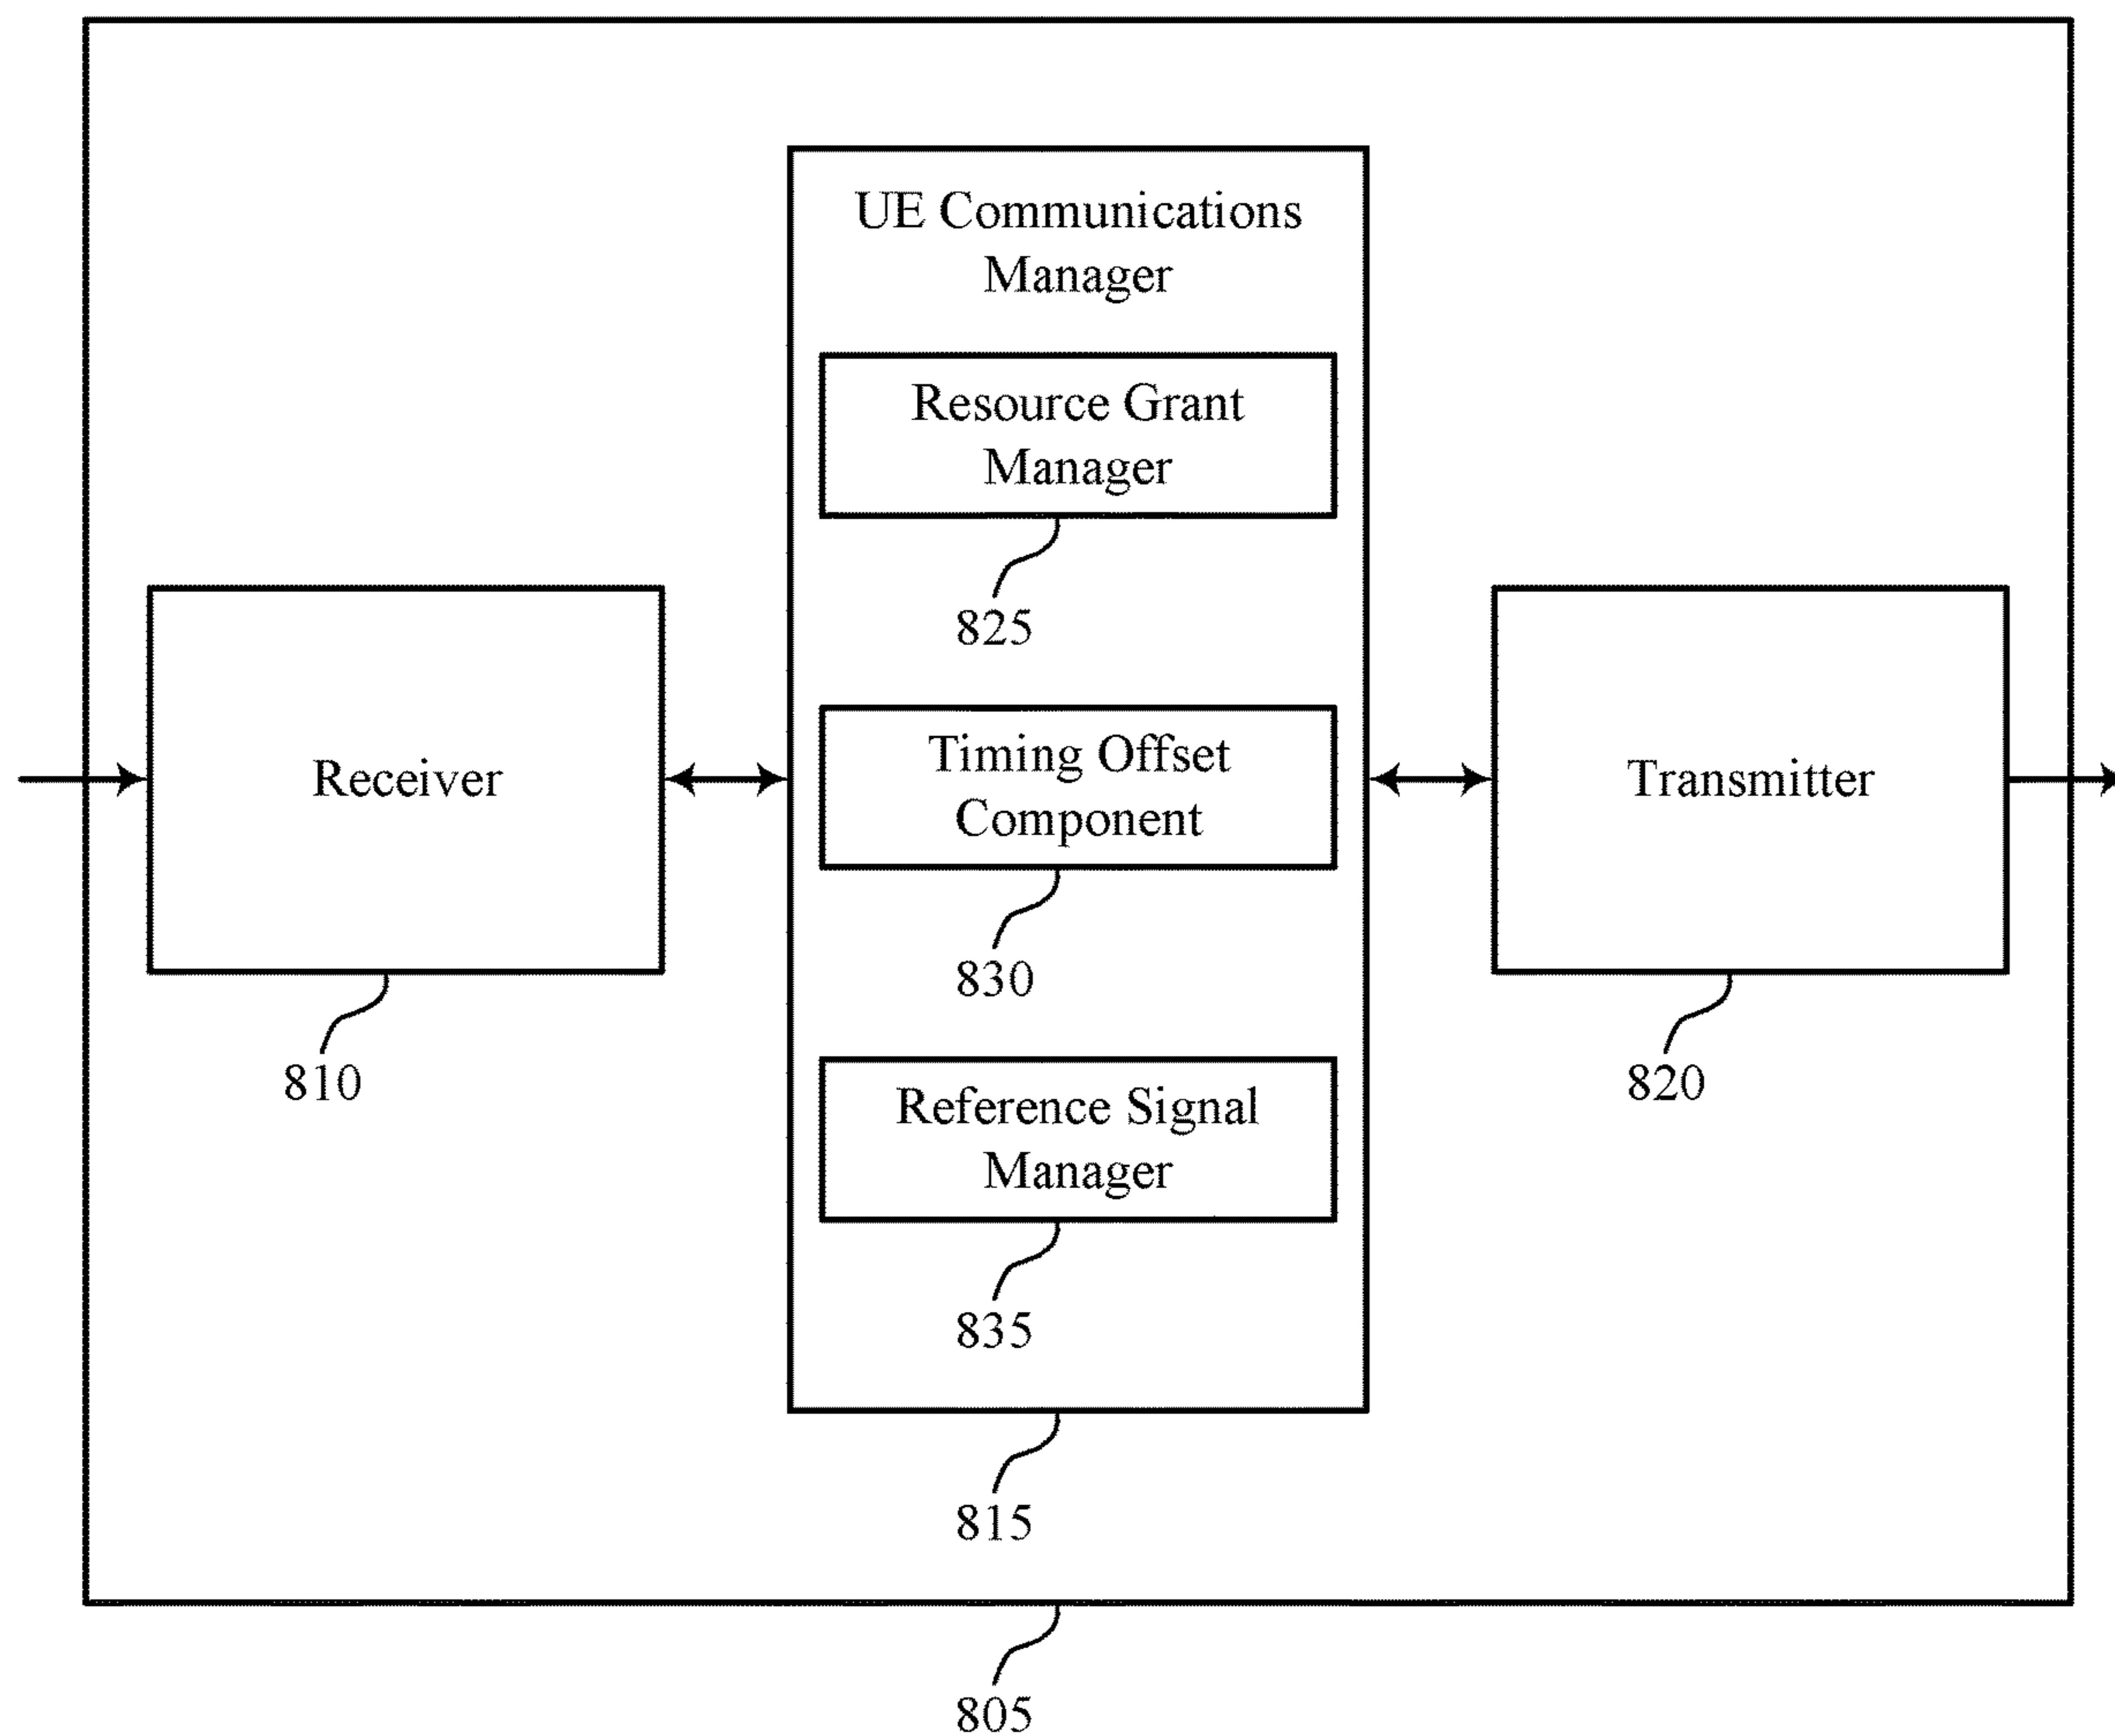 UE Communications
Manager
Resource Grant
Manager
825
Receiver
810
Timing Offset
Component
830
Transmitter
820
Reference Signal
Manager
835
815
805